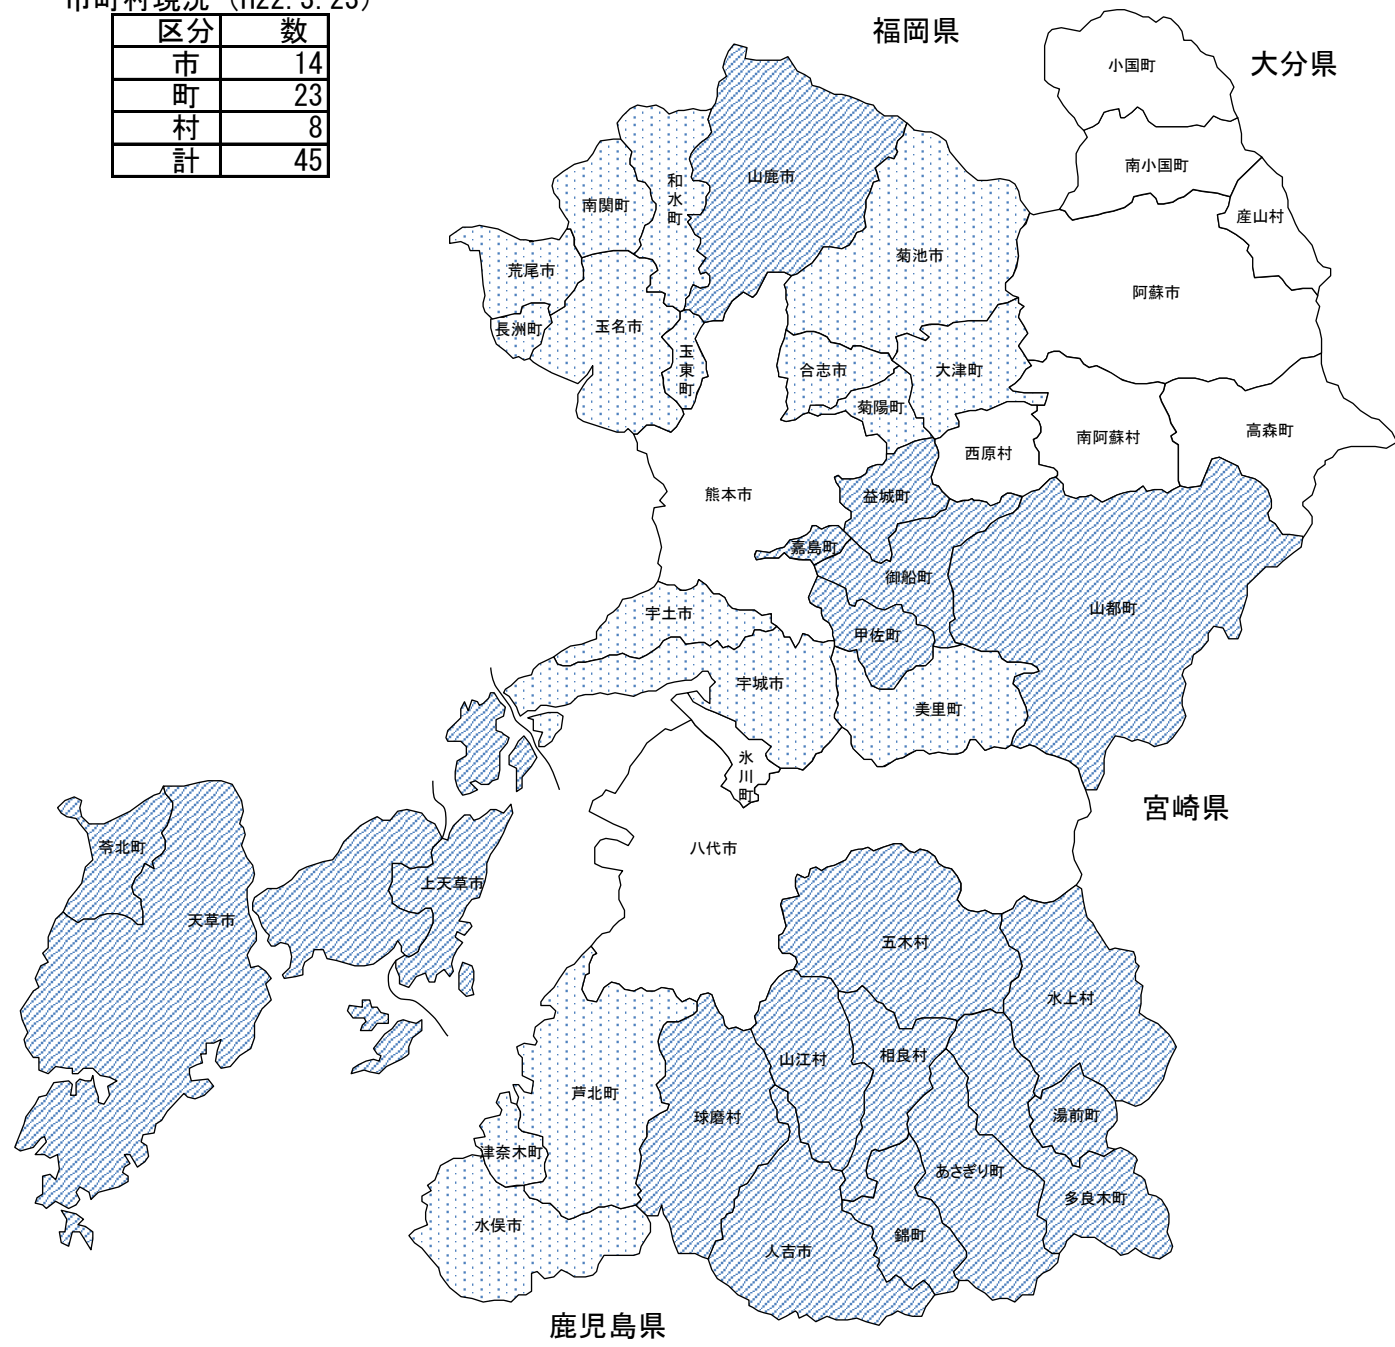 市町村境況 (H22.3.23)
区分 数
市 14
町 23
村 8
計 45
福岡県
大分県
小国町
南小国町
産山村
山鹿市
和水町
南関町
菊池市
荒尾市
阿蘇市
長洲町
玉名市
玉東町
合志市
大津町
菊陽町
南阿蘇村
高森町
西原村
熊本市
益城町
嘉島町
御船町
山都町
宇土市
甲佐町
宇城市
美里町
氷川町
宮崎県
八代市
苓北町
上天草市
天草市
五木村
水上村
山江村
相良村
芦北町
球磨村
湯前町
津奈木町
あさぎり町
多良木町
水俣市
錦町
人吉市
鹿児島県